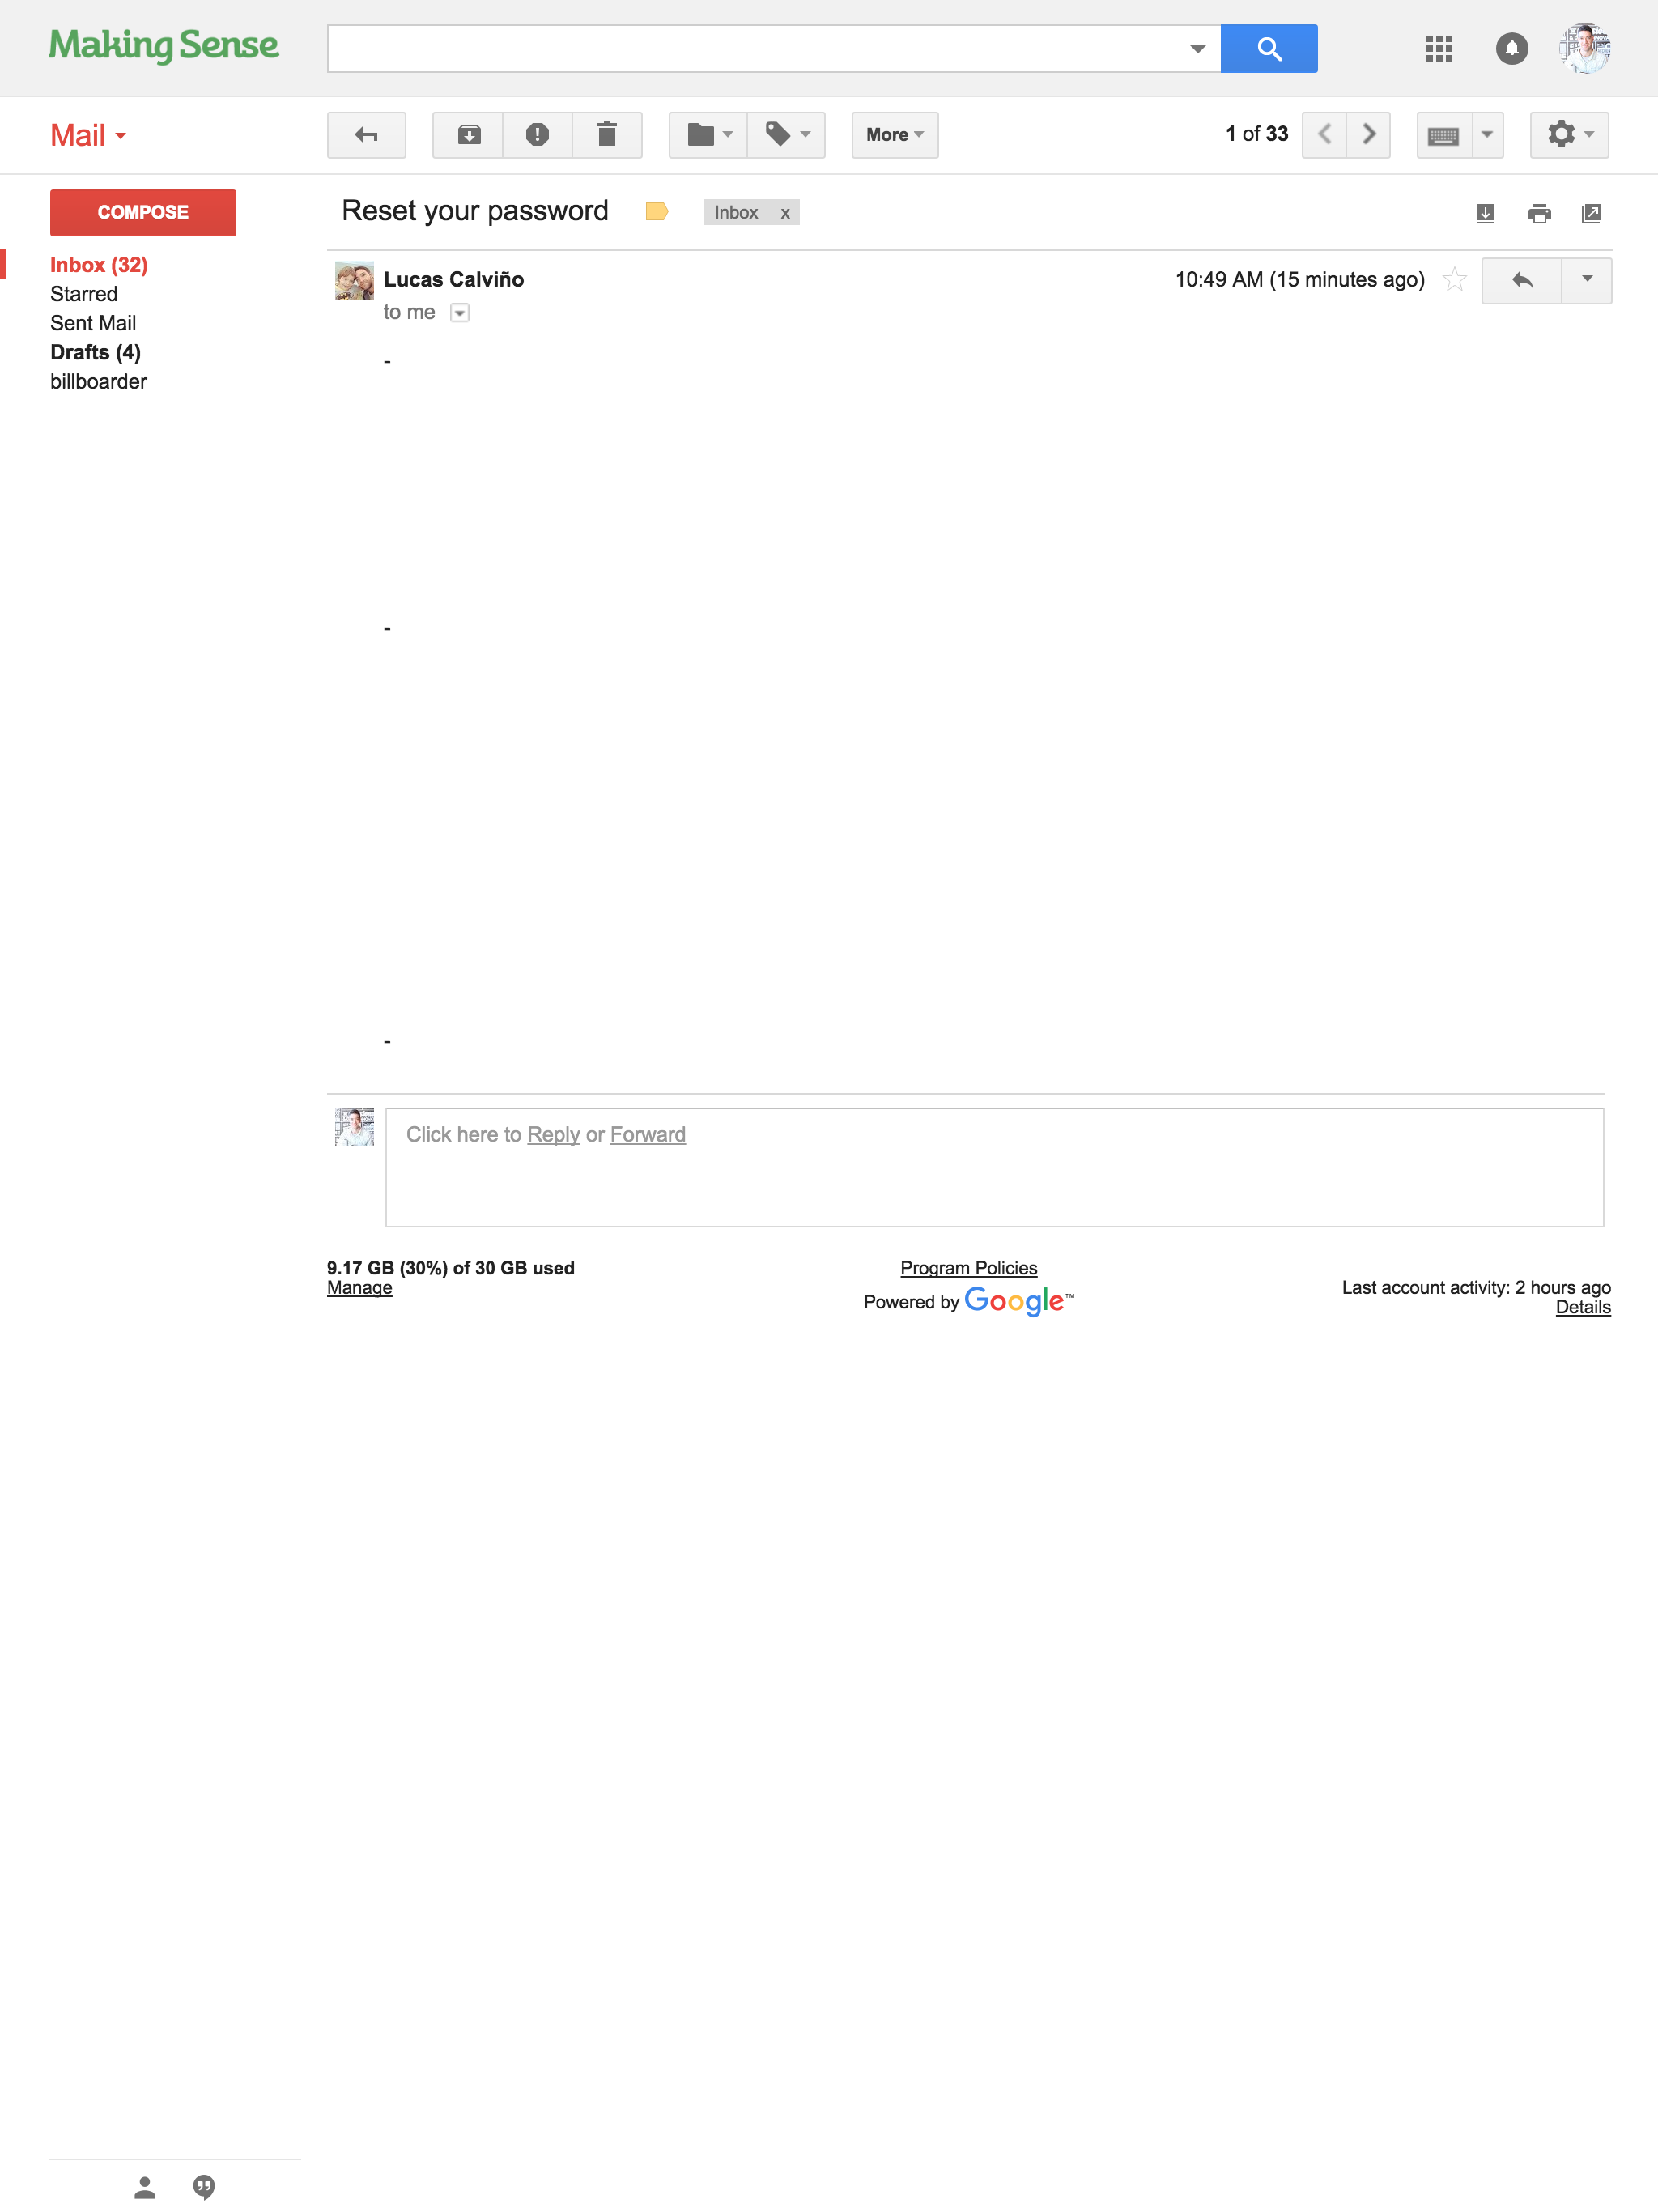 Making Sense
Mail
More
1 of 33
COMPOSE
Reset your password
Inbox x
Inbox (32)
Starred
Sent Mail
Drafts (4)
billboarder
Lucas Calviño
10:49 AM (15 minutes ago)
to me
-
-
-
Click here to Reply or Forward
9.17 GB (30%) of 30 GB used
Manage
Program Policies
Powered by Google™
Last account activity: 2 hours ago
Details